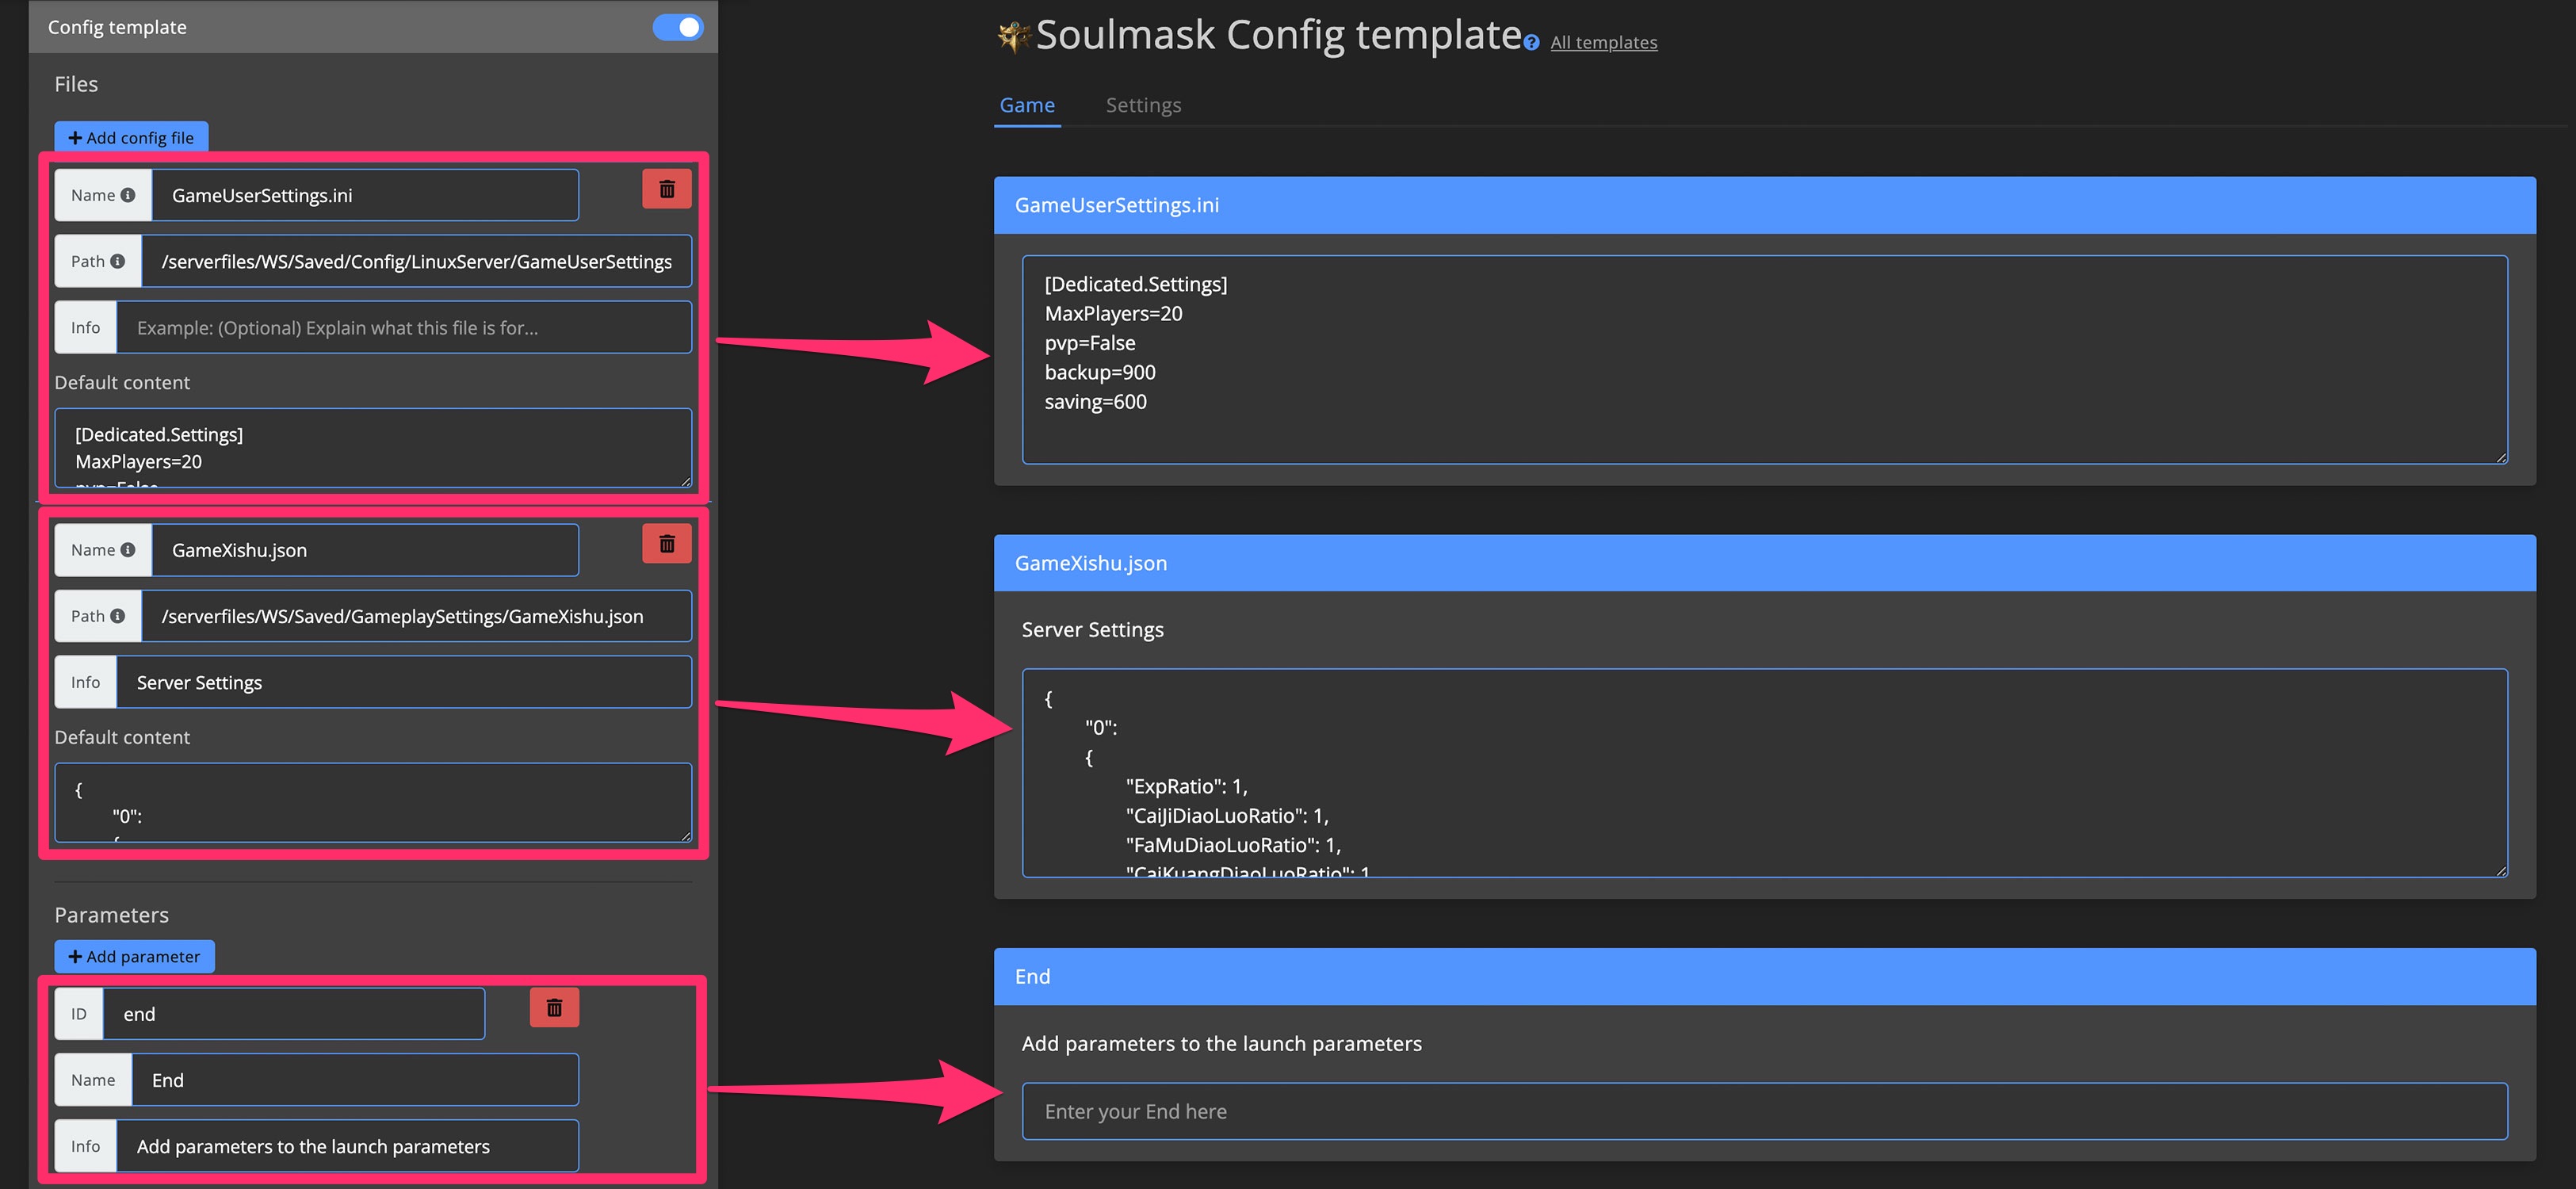 Config template
Files
Add config file
Name
GameUserSettings.ini
Path
/serverfiles/WS/Saved/Config/LinuxServer/GameUserSettings
Info
Example: (Optional) Explain what this file is for...
Default content
[Dedicated.Settings]
MaxPlayers=20
pvp=False
Name
GameXishu.json
Path
/serverfiles/WS/Saved/GameplaySettings/GameXishu.json
Info
Server Settings
Default content
{
"0":
{
Parameters
Add parameter
ID
end
Name
End
Info
Add parameters to the launch parameters
Soulmask Config template
All templates
Game
Settings
GameUserSettings.ini
[Dedicated.Settings]
MaxPlayers=20
pvp=False
backup=900
saving=600
GameXishu.json
Server Settings
{
"0":
{
"ExpRatio": 1,
"CaiJiDiaoLuoRatio": 1,
"FaMuDiaoLuoRatio": 1,
"CaiKuangDiaoLuoRatio": 1
End
Add parameters to the launch parameters
Enter your End here